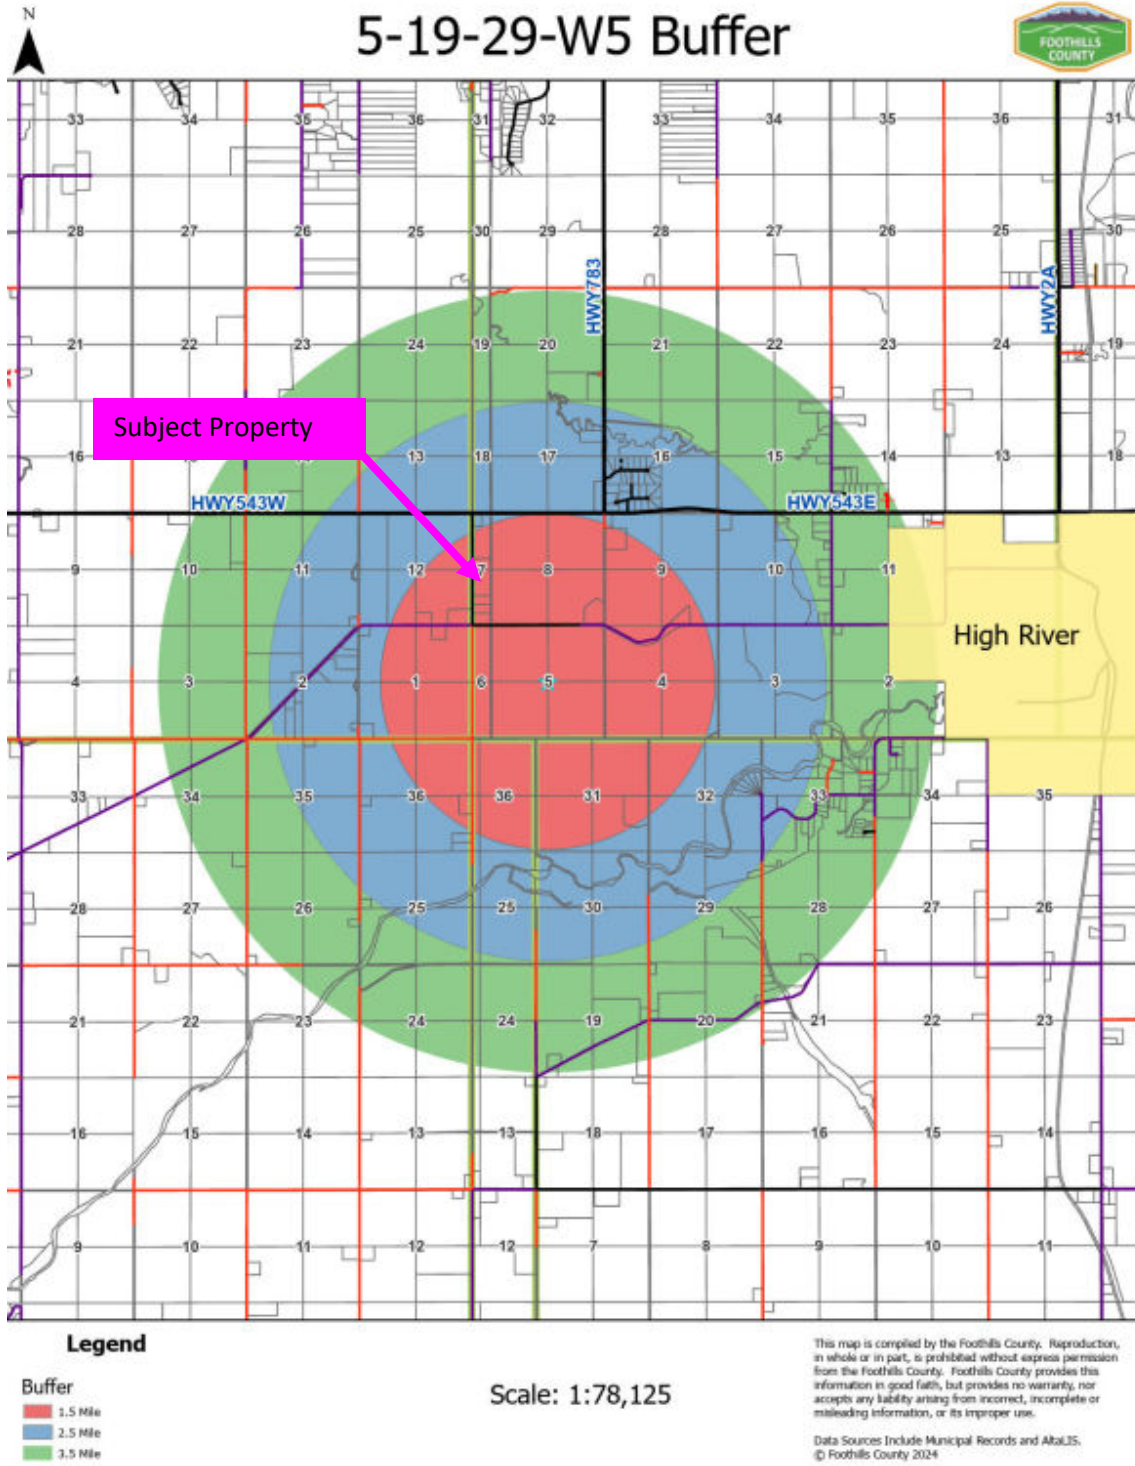 N
5-19-29-W5 Buffer
FOOTHILLS
COUNTY
33 34 35 36 31 32 33 34 35 36 31
28 27 26 25 30 29 28 27 26 25 30
HWY783
HWY2A
21 22 23 24 19 20 21 22 23 24 19
Subject Property
16 13 18 17 16 15 14 13 18
HWY543W
HWY543E
9 10 11 12 7 8 9 10 11
High River
4 3 2 1 6 5 4 3 2
33 34 35 36 36 31 32 33 34 35
28 27 26 25 25 30 29 28 27 26
21 22 23 24 24 19 20 21 22 23
16 15 14 13 13 18 17 16 15 14
9 10 11 12 12 7 8 9 10 11
Legend
Buffer
1.5 Mile
2.5 Mile
3.5 Mile
Scale: 1:78,125
This map is compiled by the Foothills County. Reproduction,
in whole or in part, is prohibited without express permission
from the Foothills County. Foothills County provides this
information in good faith, but provides no warranty, nor
accepts any liability arising from incorrect, incomplete or
misleading information, or its improper use.
Data Sources Include Municipal Records and AltaLIS.
© Foothills County 2024